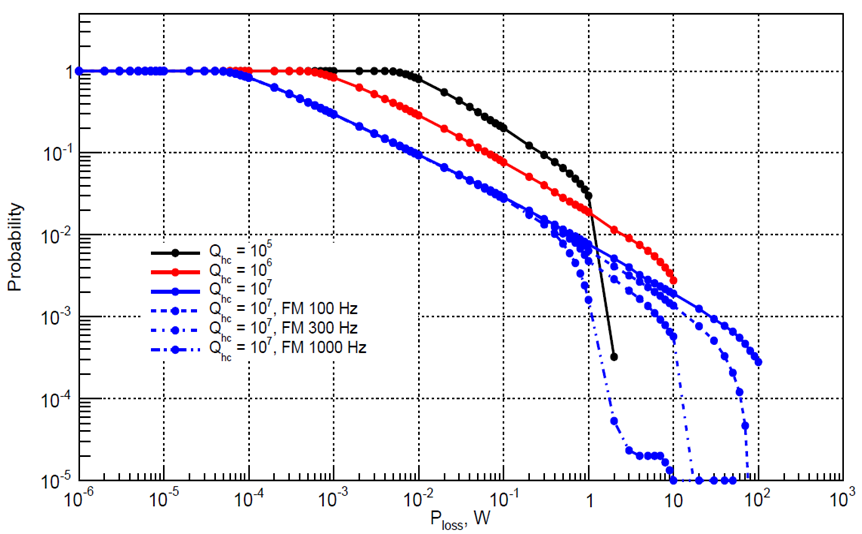 Probability
1
10^-1
10^-2
10^-3
10^-4
10^-5
Q_hc = 10^5
Q_hc = 10^6
Q_hc = 10^7
Q_hc = 10^7, FM 100 Hz
Q_hc = 10^7, FM 300 Hz
Q_hc = 10^7, FM 1000 Hz
10^-6 10^-5 10^-4 10^-3 10^-2 10^-1 1 10 10^2 10^3
P_loss, W